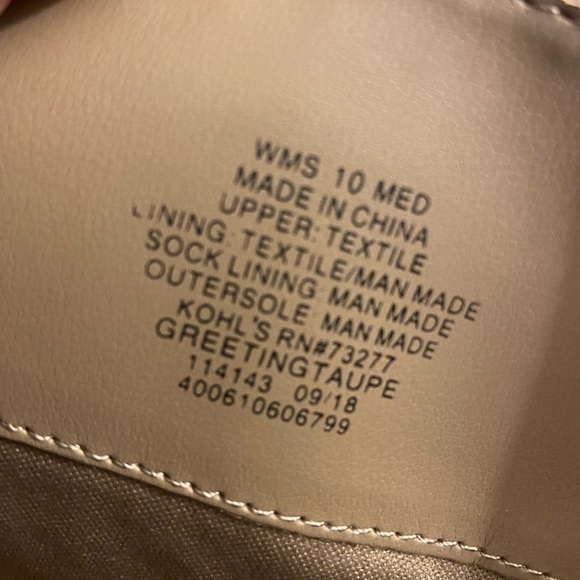 WMS 10 MED
MADE IN CHINA
UPPER: TEXTILE
LINING: TEXTILE/MAN MADE
SOCK LINING MAN MADE
OUTERSOLE MAN MADE
KOHL'S RN#73277
GREETINGTAUPE
114143 09/18
400610606799